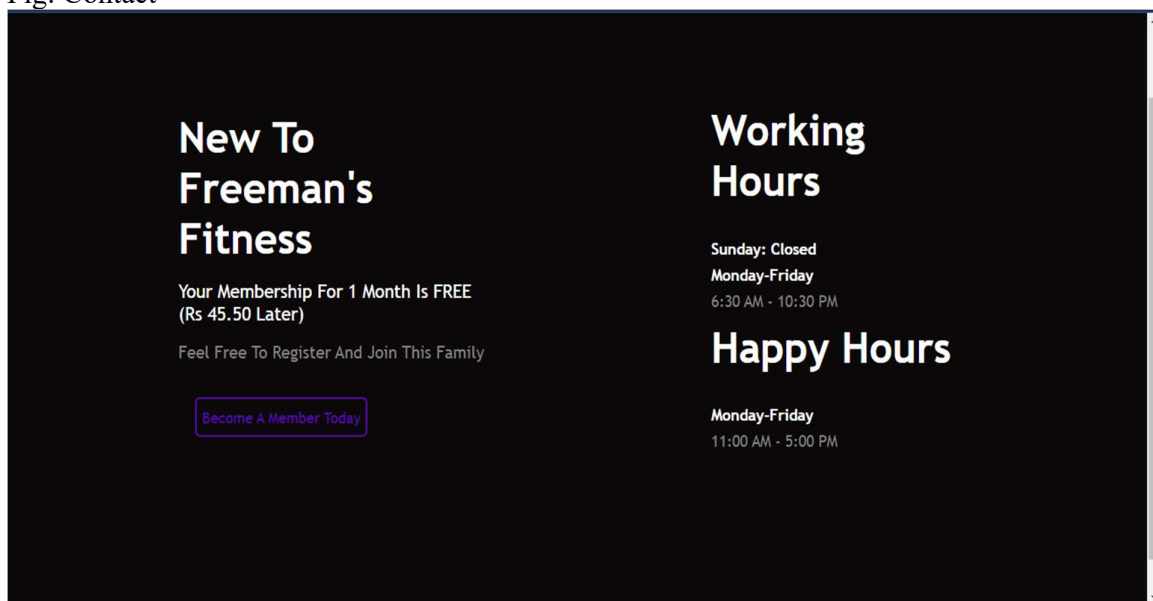 Fig: Contact
New To
Freeman's
Fitness
Your Membership For 1 Month Is FREE
(Rs 45.50 Later)
Feel Free To Register And Join This Family
Become A Member Today
Working
Hours
Sunday: Closed
Monday-Friday
6:30 AM - 10:30 PM
Happy Hours
Monday-Friday
11:00 AM - 5:00 PM